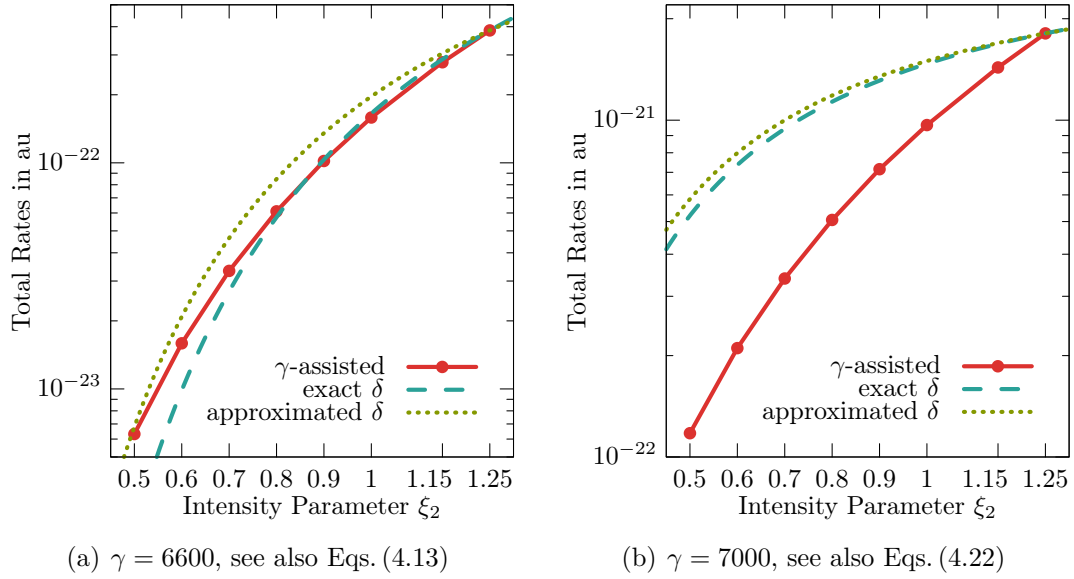 Total Rates in au
10⁻²²
10⁻²³
γ-assisted
exact δ
approximated δ
0.5 0.6 0.7 0.8 0.9 1 1.15 1.25
Intensity Parameter ξ₂
(a) γ = 6600, see also Eqs. (4.13)
Total Rates in au
10⁻²¹
10⁻²²
γ-assisted
exact δ
approximated δ
0.5 0.6 0.7 0.8 0.9 1 1.15 1.25
Intensity Parameter ξ₂
(b) γ = 7000, see also Eqs. (4.22)